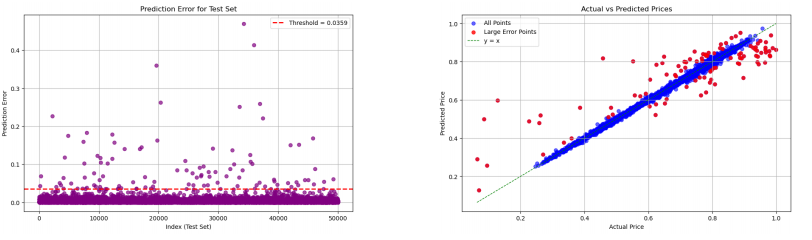 Prediction Error for Test Set
Threshold = 0.0359
Prediction Error
0.4
0.3
0.2
0.1
0.0
0
10000
20000
30000
40000
50000
Index (Test Set)
Actual vs Predicted Prices
All Points
Large Error Points
y = x
Predicted Price
1.0
0.8
0.6
0.4
0.2
0.2
0.4
0.6
0.8
1.0
Actual Price